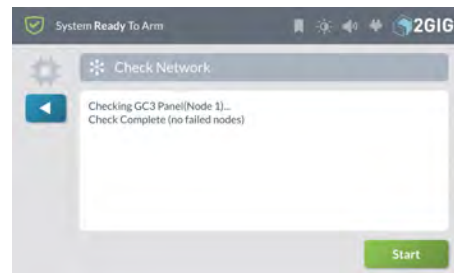 System Ready To Arm
2GIG
Check Network
Checking GC3 Panel(Node 1)...
Check Complete (no failed nodes)
Start